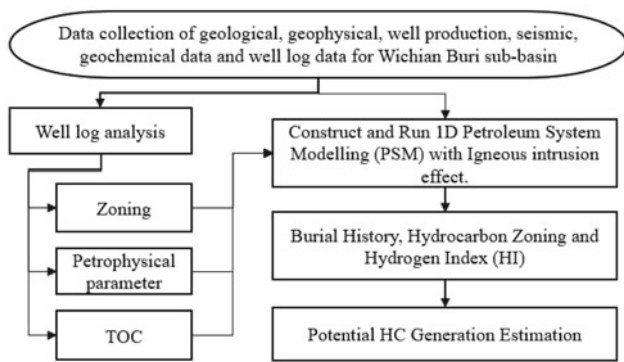 Data collection of geological, geophysical, well production, seismic,
geochemical data and well log data for Wichian Buri sub-basin
Well log analysis
Zoning
Petrophysical
parameter
TOC
Construct and Run 1D Petroleum System
Modelling (PSM) with Igneous intrusion
effect.
Burial History, Hydrocarbon Zoning and
Hydrogen Index (HI)
Potential HC Generation Estimation